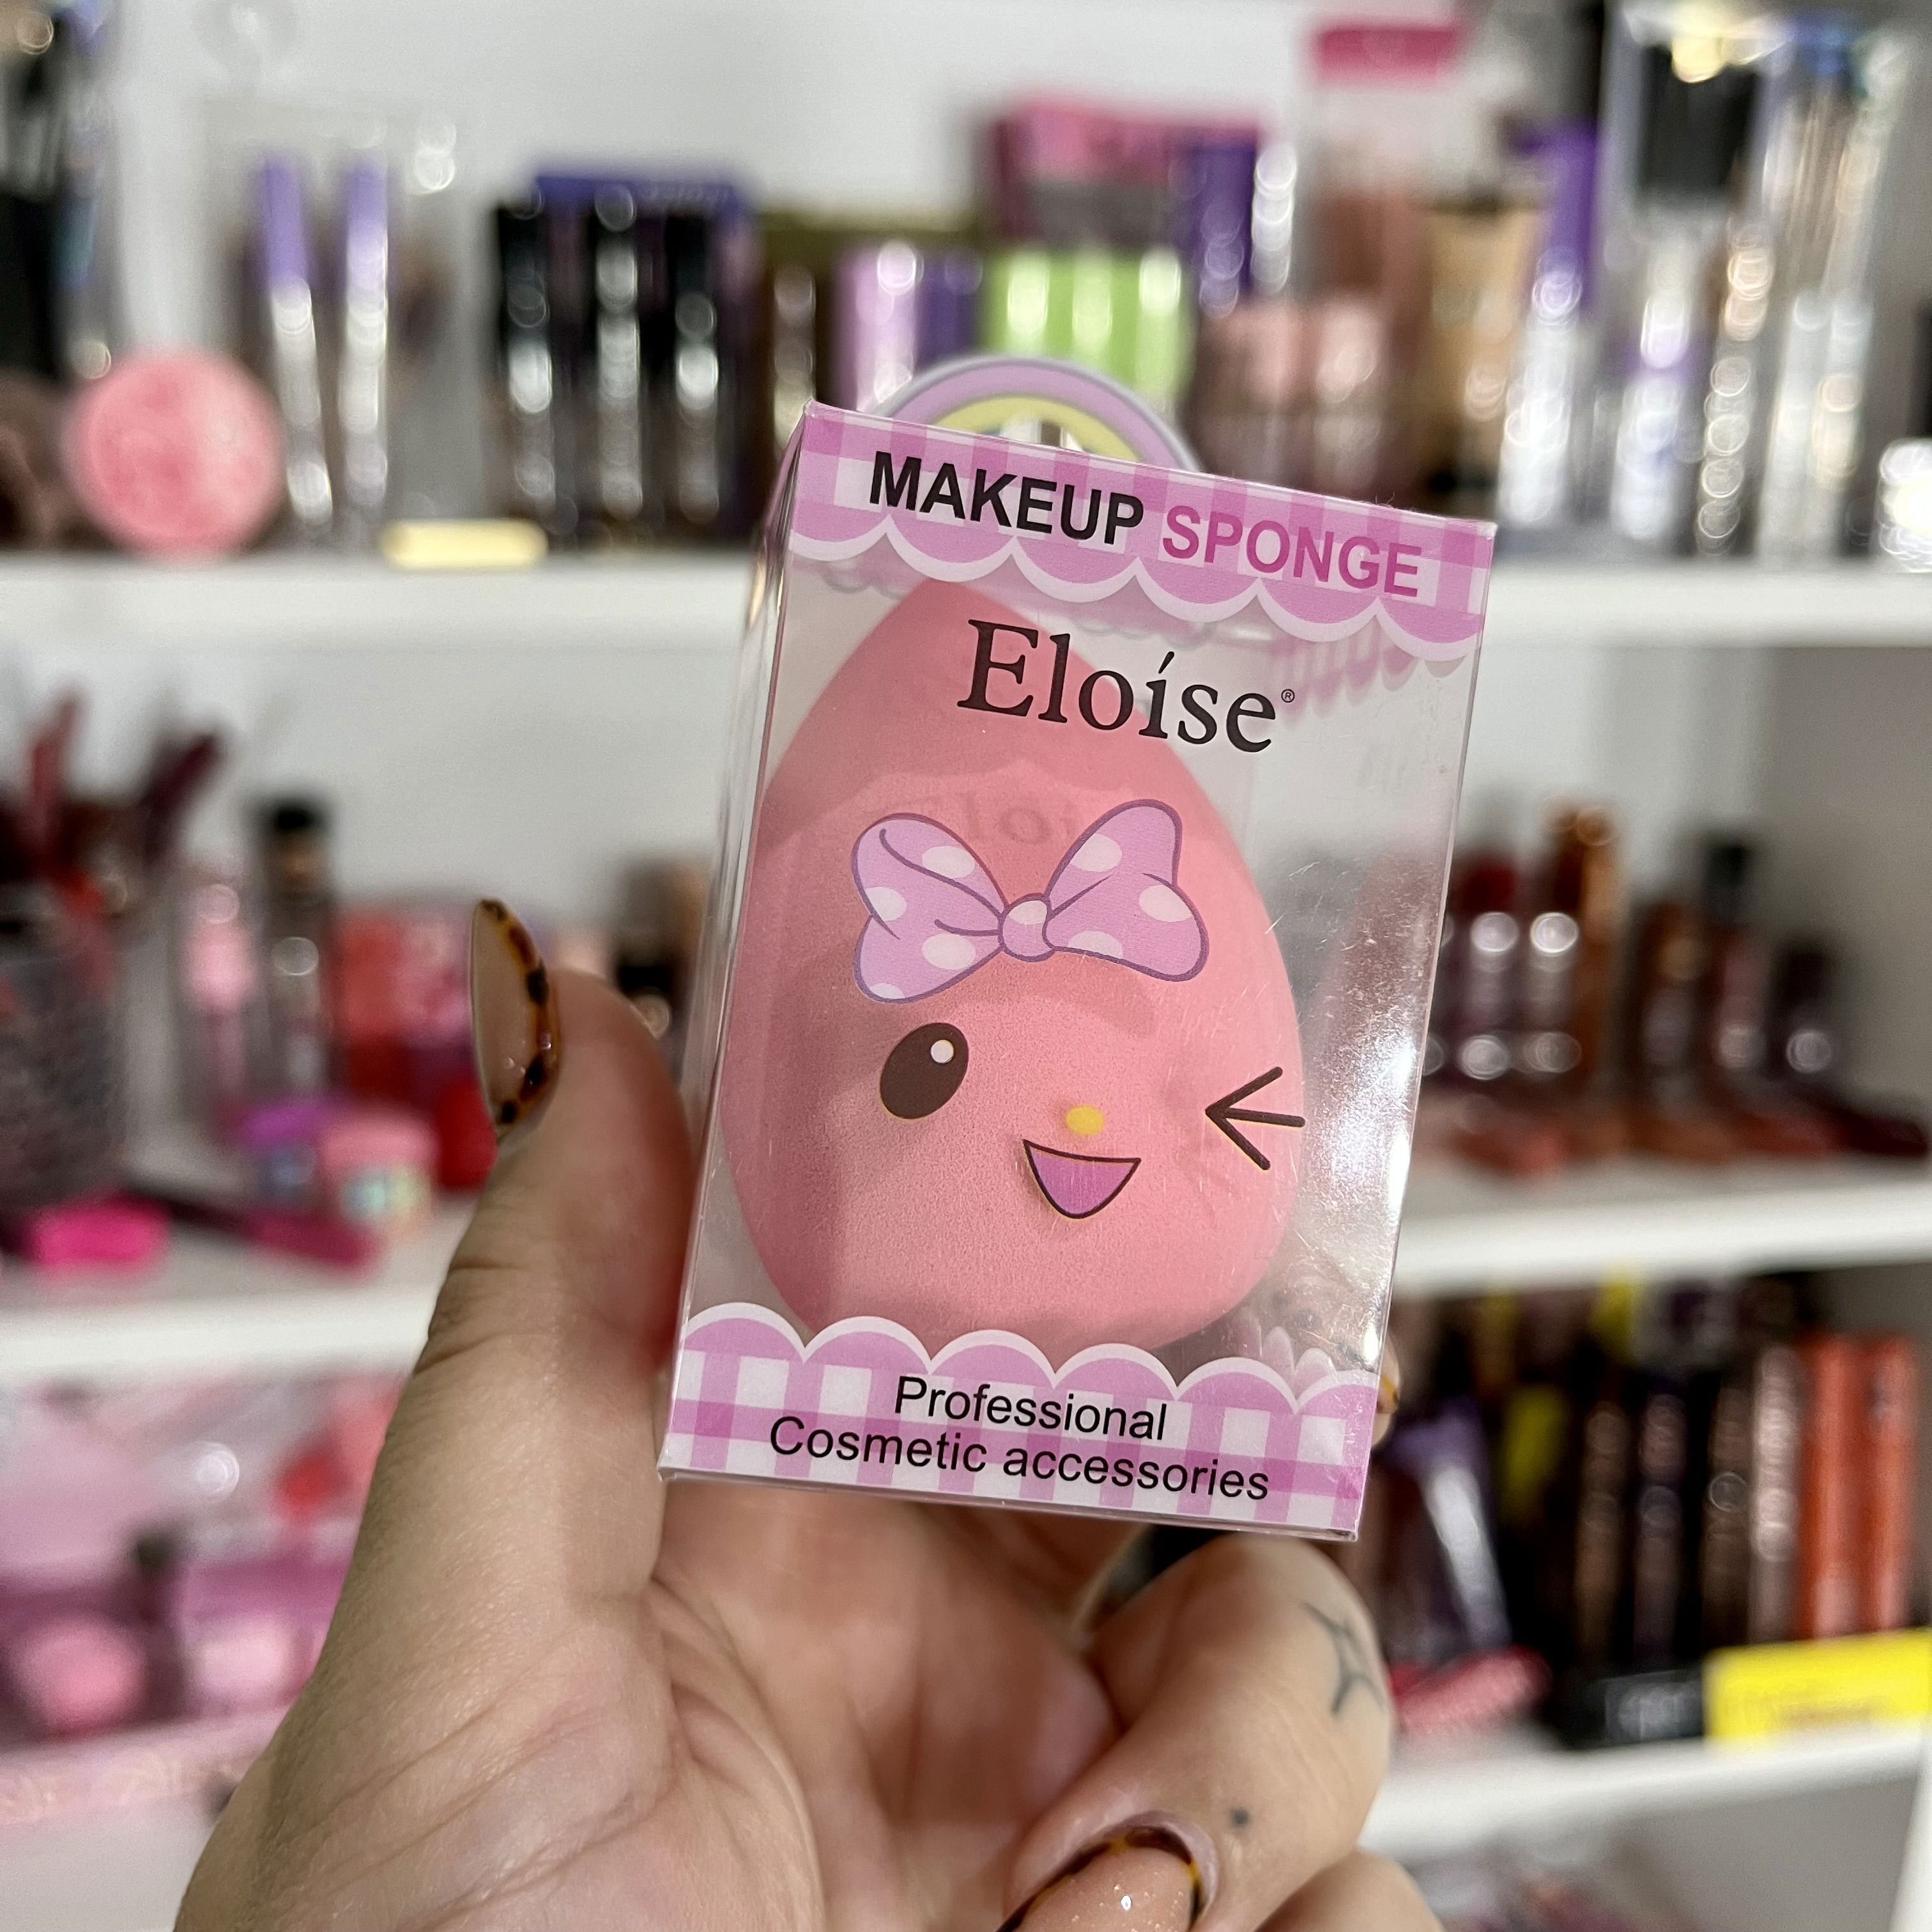 MAKEUP SPONGE
Eloíse®
Professional
Cosmetic accessories